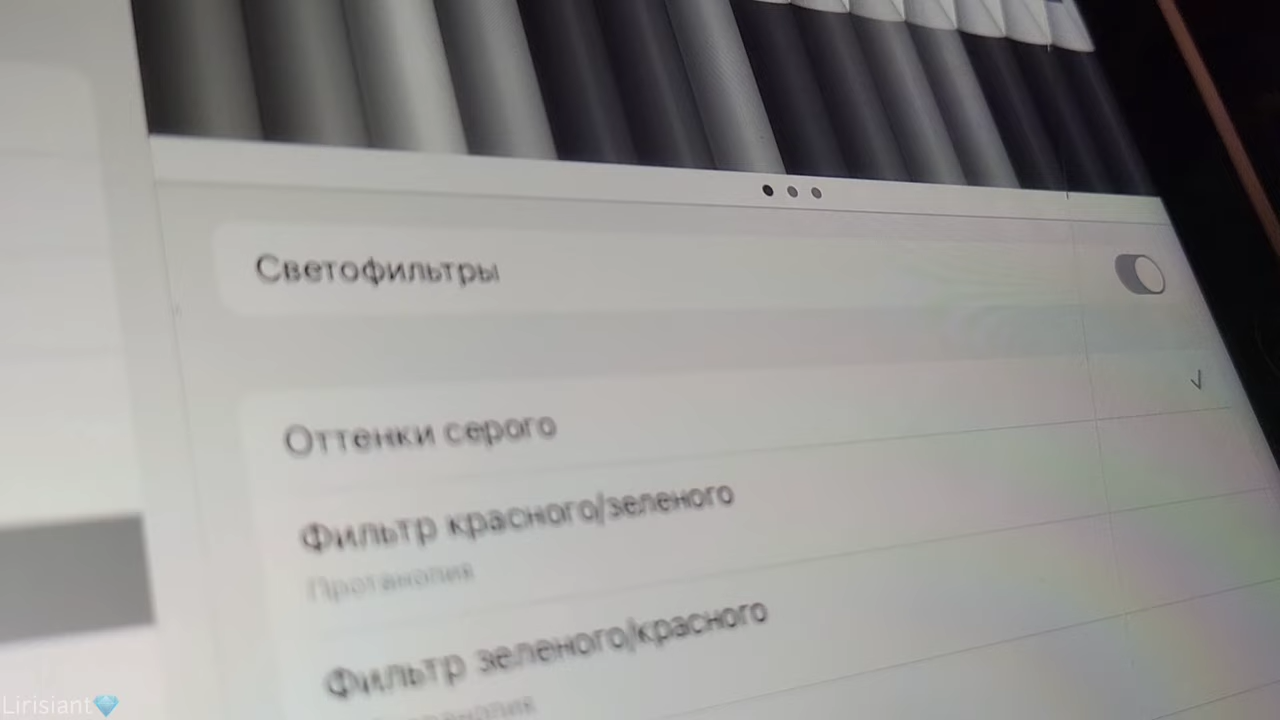 Светофильтры
Оттенки серого
Фильтр красного/зеленого
Протанопия
Фильтр зеленого/красного
Lirisiant